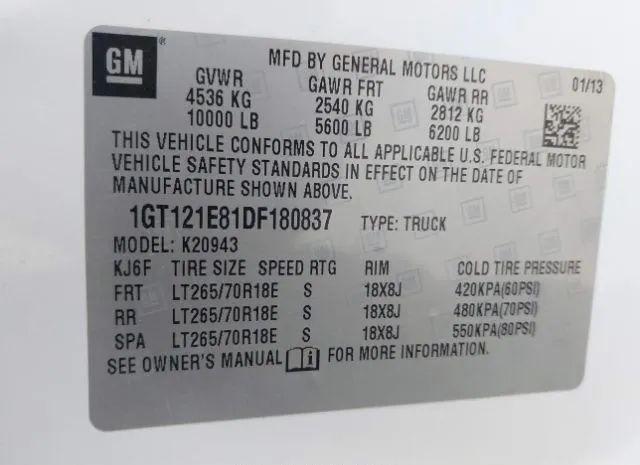 GM ®
MFD BY GENERAL MOTORS LLC
01/13
GVWR GAWR FRT GAWR RR
4536 KG 2540 KG 2812 KG
10000 LB 5600 LB 6200 LB
THIS VEHICLE CONFORMS TO ALL APPLICABLE U.S. FEDERAL MOTOR
VEHICLE SAFETY STANDARDS IN EFFECT ON THE DATE OF
MANUFACTURE SHOWN ABOVE.
1GT121E81DF180837 TYPE: TRUCK
MODEL: K20943
KJ6F TIRE SIZE SPEED RTG RIM COLD TIRE PRESSURE
FRT LT265/70R18E S 18X8J 420KPA(60PSI)
RR LT265/70R18E S 18X8J 480KPA(70PSI)
SPA LT265/70R18E S 18X8J 550KPA(80PSI)
SEE OWNER'S MANUAL FOR MORE INFORMATION.